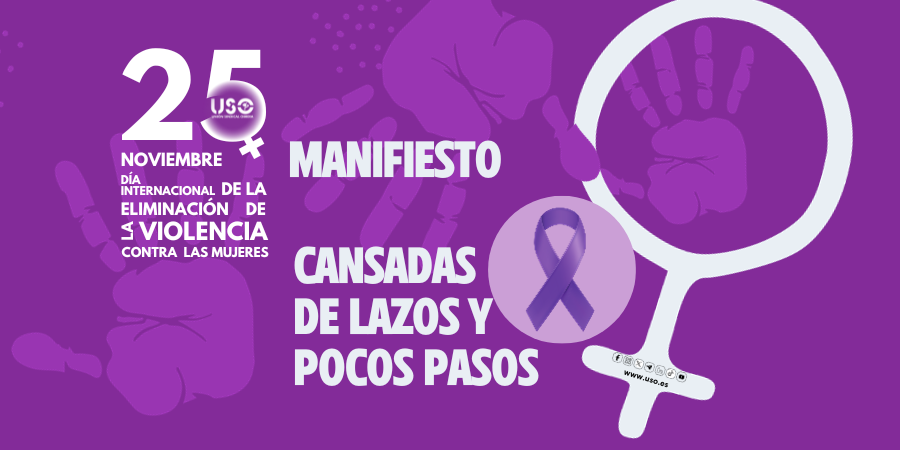 25
USO
NOVIEMBRE
DÍA
INTERNACIONAL DE LA
ELIMINACIÓN DE
LA VIOLENCIA
CONTRA LAS MUJERES
MANIFIESTO
CANSADAS
DE LAZOS Y
POCOS PASOS
www.uso.es